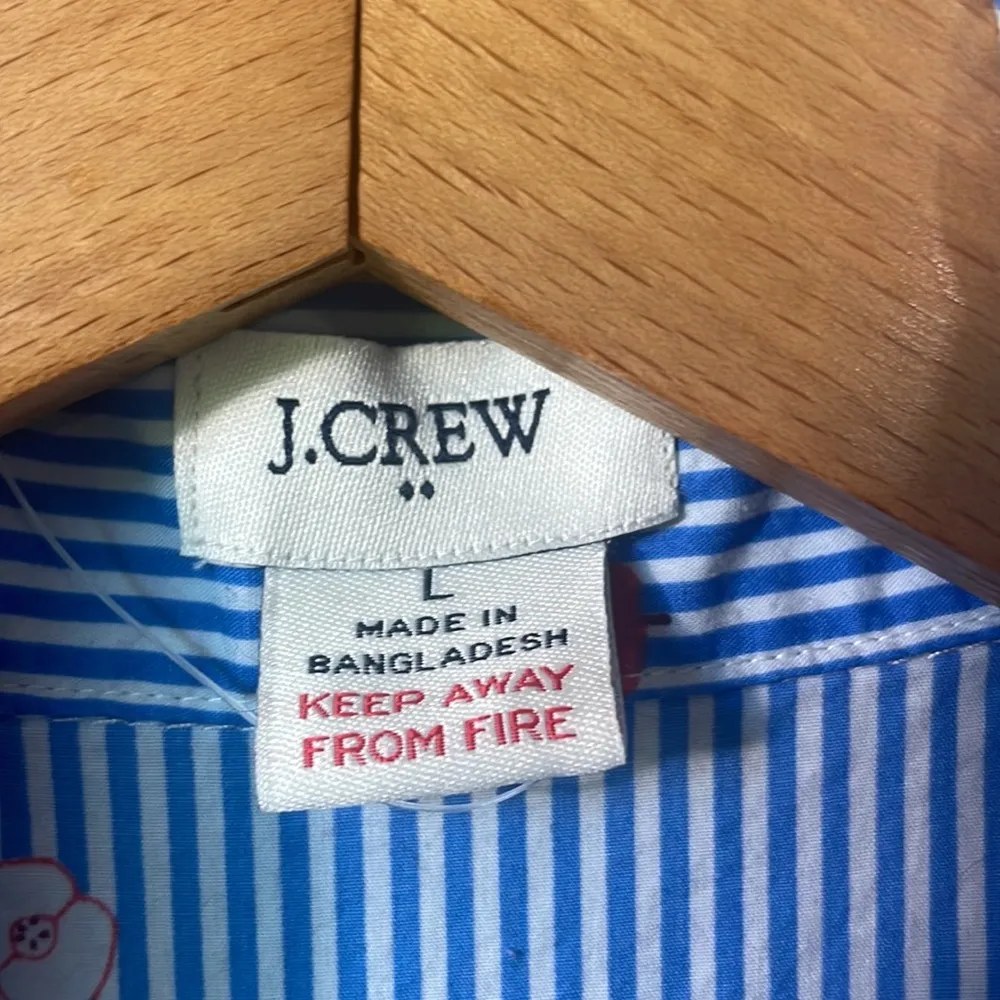 J.CREW
L
MADE IN
BANGLADESH
KEEP AWAY
FROM FIRE